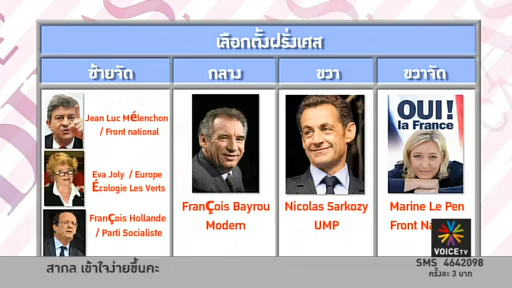 เลือกตั้งฝรั่งเศส
ซ้ายจัด
กลาง
ขวา
ขวาจัด
Jean Luc Mélenchon
/ Front national
Eva Joly / Europe
Écologie Les Verts
François Hollande
/ Parti Socialiste
François Bayrou
Modem
Nicolas Sarkozy
UMP
OUI!
la France
Marine Le Pen
Front
VOICETV
สากล เข้าใจง่ายขึ้นคะ
SMS 4642098
ครั้งละ 3 บาท